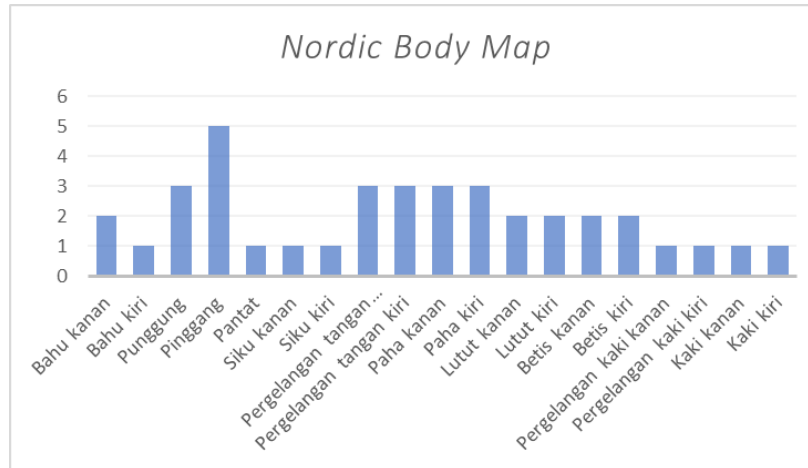 Nordic Body Map
6
5
4
3
2
1
0
Bahu kanan
Bahu kiri
Punggung
Pinggang
Pantat
Siku kanan
Siku kiri
Pergelangan tangan...
Pergelangan tangan kiri
Paha kanan
Paha kiri
Lutut kanan
Lutut kiri
Betis kanan
Betis kiri
Pergelangan kaki kanan
Pergelangan kaki kiri
Kaki kanan
Kaki kiri